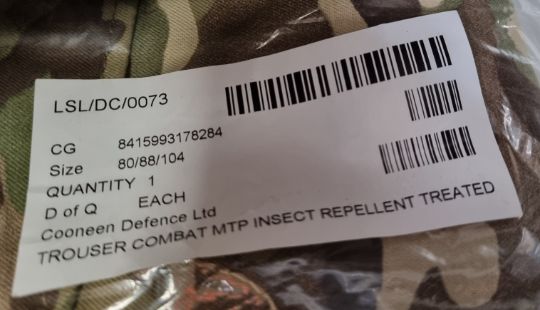 LSL/DC/0073
CG 8415993178284
Size 80/88/104
QUANTITY 1
D of Q EACH
Cooneen Defence Ltd
TROUSER COMBAT MTP INSECT REPELLENT TREATED